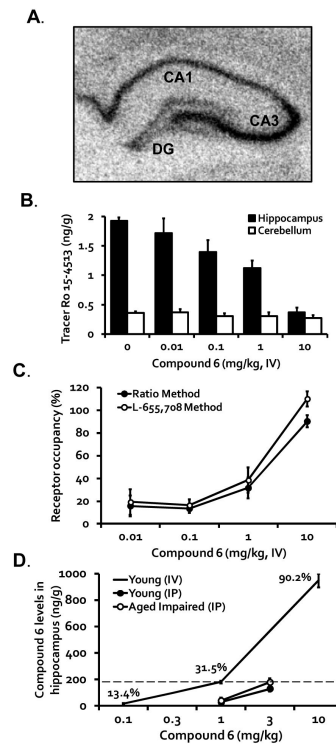 A.
CA1
CA3
DG
B.
Tracer Ro 15-4513 (ng/g)
2
1.5
1
0.5
0
Hippocampus
Cerebellum
0 0.01 0.1 1 10
Compound 6 (mg/kg, IV)
C.
Receptor occupancy (%)
120
100
80
60
40
20
0
Ratio Method
L-655,708 Method
0.01 0.1 1 10
Compound 6 (mg/kg, IV)
D.
Compound 6 levels in
hippocampus (ng/g)
1000
800
600
400
200
0
Young (IV)
Young (IP)
Aged Impaired (IP)
90.2%
31.5%
13.4%
0.1 0.3 1 3 10
Compound 6 (mg/kg)